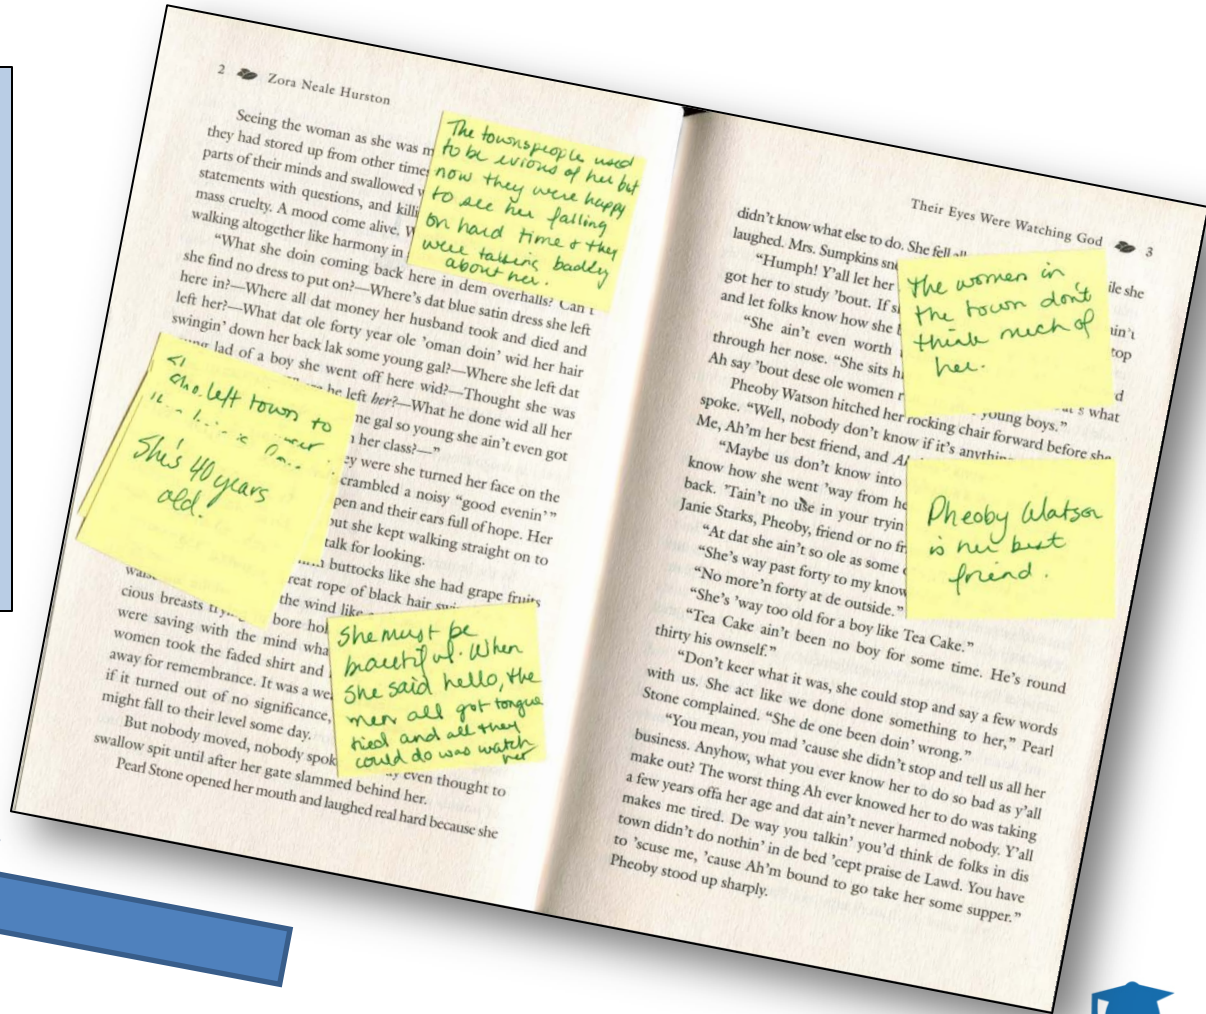 2 Zora Neale Hurston
Seeing the woman as she was
they had stored up from other
parts of their minds and swallowed
statements with questions, and
mass cruelty. A mood come alive.
walking altogether like harmony in
“What she doin coming back here in dem overhalls? Can't
she find no dress to put on?—Where's dat blue satin dress she left
here in?—Where all dat money her husband took and died and
left her?—What dat ole forty year ole 'oman doin' wid her hair
swingin' down her back lak some young gal?—Where she left dat
lad of a boy she went off here wid?—Thought she was
he left her?—What he done wid all her
gal so young she ain't even got
her class?—”
were she turned her face on the
scrambled a noisy “good evenin'”
and their ears full of hope. Her
but she kept walking straight on to
talk for looking.
buttocks like she had grape fruits
rope of black hair
the wind like
cious breasts bore
were saving with the mind
women took the faded shirt and
away for remembrance. It was a
if it turned out of no significance,
might fall to their level some day.
But nobody moved, nobody even thought to
swallow spit until after her gate slammed behind her.
Pearl Stone opened her mouth and laughed real hard because she
The townspeople used
to be evious of her but
now they were happy
to see her falling
on hard time & they
were talking baddly
about her.
she left town to
She's 40 years
old.
She must be
beautiful. When
she said hello, the
men all got tongue
tied and all they
could do was watch
her
Their Eyes Were Watching God 3
didn't know what else to do. She fell
laughed. Mrs. Sumpkins she
“Humph! Y'all let her
got her to study 'bout. If
and let folks know how she
“She ain't even worth
through her nose. “She sits
Ah say 'bout dese ole women what
young boys.”
Pheoby Watson hitched her rocking chair forward before she
spoke. “Well, nobody don't know if it's
Me, Ah'm her best friend, and
“Maybe us don't know into
know how she went 'way from
back. 'Tain't no use in your
Janie Starks, Pheoby, friend or no
“At dat she ain't so ole as some
“She's way past forty to my
“No more'n forty at de outside.”
“She's 'way too old for a boy like Tea Cake.”
“Tea Cake ain't been no boy for some time. He's round
thirty his ownself.”
“Don't keer what it was, she could stop and say a few words
with us. She act like we done done something to her,” Pearl
Stone complained. “She de one been doin' wrong.”
“You mean, you mad 'cause she didn't stop and tell us all her
business. Anyhow, what you ever know her to do so bad as y'all
make out? The worst thing Ah ever knowed her to do was taking
a few years offa her age and dat ain't never harmed nobody. Y'all
makes me tired. De way you talkin' you'd think de folks in dis
town didn't do nothin' in de bed 'cept praise de Lawd. You have
to 'scuse me, 'cause Ah'm bound to go take her some supper.”
Pheoby stood up sharply.
the women in
the town don't
think much of
her.
Pheoby Watson
is her best
friend.